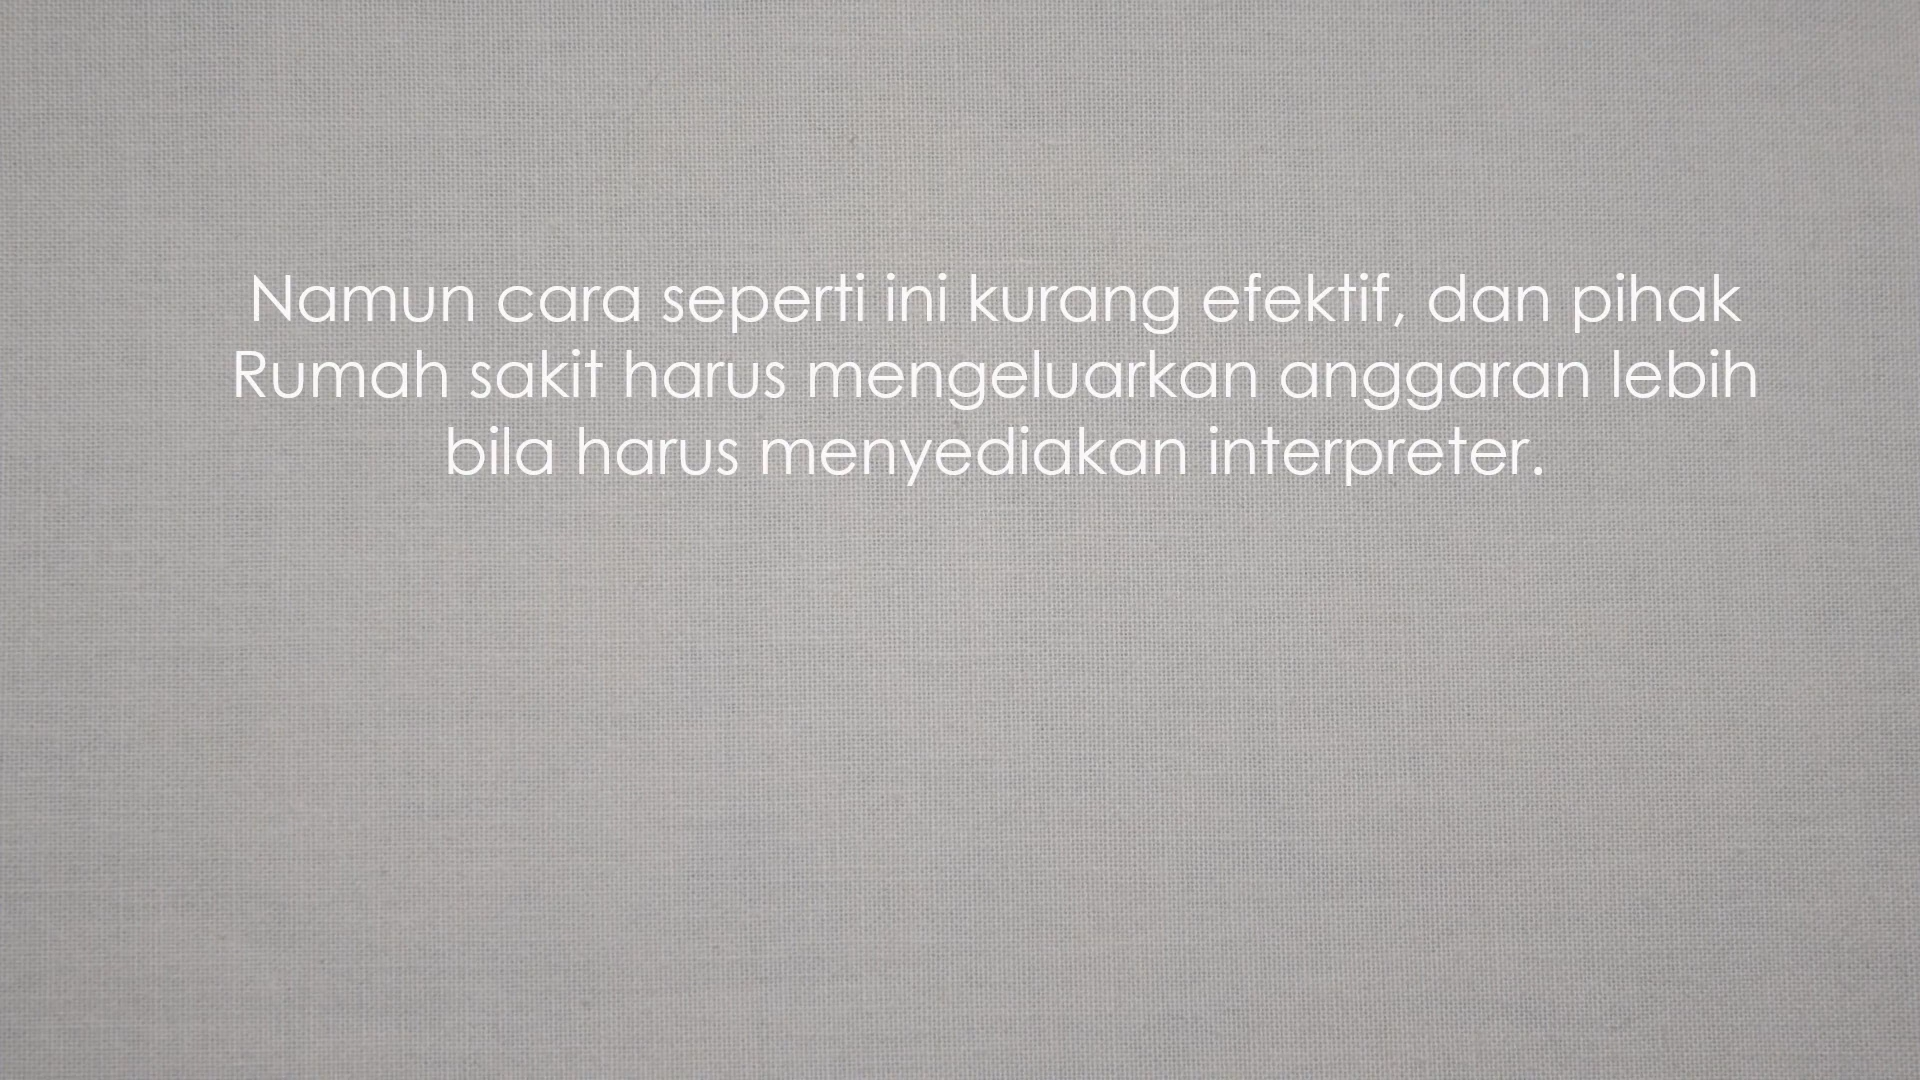 Namun cara seperti ini kurang efektif, dan pihak
Rumah sakit harus mengeluarkan anggaran lebih
bila harus menyediakan interpreter.